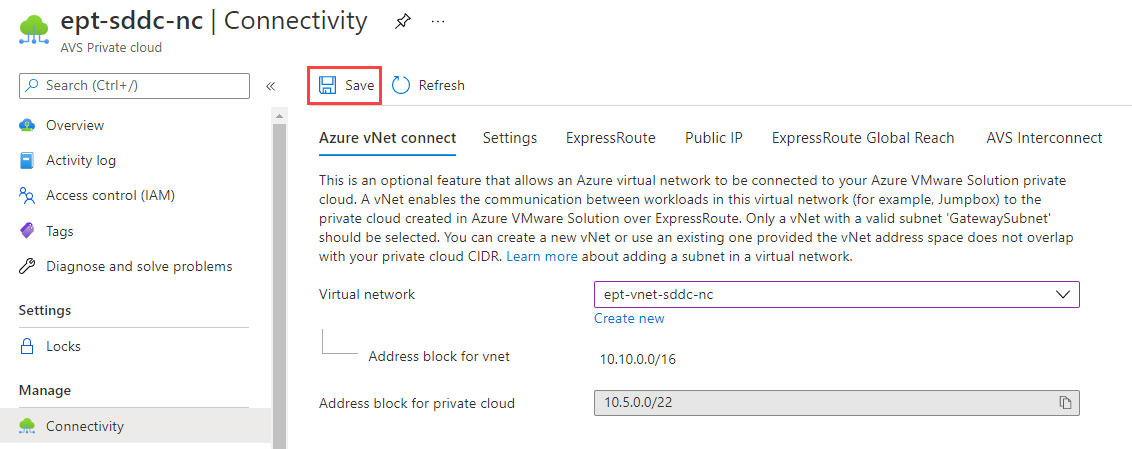 ept-sddc-nc | Connectivity
AVS Private cloud
Search (Ctrl+/)
Overview
Activity log
Access control (IAM)
Tags
Diagnose and solve problems
Settings
Locks
Manage
Connectivity
Save
Refresh
Azure vNet connect
Settings
ExpressRoute
Public IP
ExpressRoute Global Reach
AVS Interconnect
This is an optional feature that allows an Azure virtual network to be connected to your Azure VMware Solution private
cloud. A vNet enables the communication between workloads in this virtual network (for example, Jumpbox) to the
private cloud created in Azure VMware Solution over ExpressRoute. Only a vNet with a valid subnet 'GatewaySubnet'
should be selected. You can create a new vNet or use an existing one provided the vNet address space does not overlap
with your private cloud CIDR. Learn more about adding a subnet in a virtual network.
Virtual network
ept-vnet-sddc-nc
Create new
Address block for vnet
10.10.0.0/16
Address block for private cloud
10.5.0.0/22